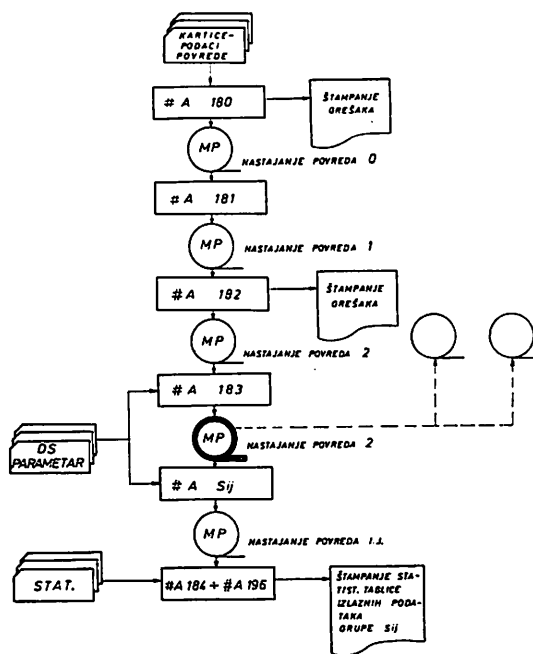 KARTICE-
PODACI
POVREDE
# A 180
ŠTAMPANJE
GREŠAKA
MP
NASTAJANJE POVREDA 0
# A 181
MP
NASTAJANJE POVREDA 1
# A 182
ŠTAMPANJE
GREŠAKA
MP
NASTAJANJE POVREDA 2
# A 183
DS
PARAMETAR
MP
NASTAJANJE POVREDA 2
# A Sij
MP
NASTAJANJE POVREDA I.J.
STAT.
#A 184 + #A 196
ŠTAMPANJE STA-
TIST. TABLICE
IZLAZNIH PODA-
TAKA
GRUPE Sij